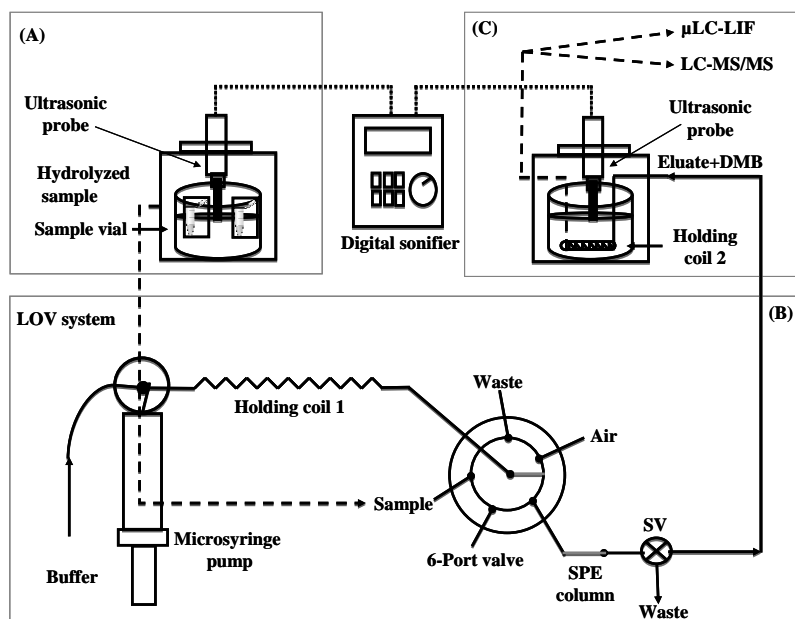 (A)
(C)
µLC-LIF
LC-MS/MS
Ultrasonic
probe
Ultrasonic
probe
Hydrolyzed
sample
Eluate+DMB
Sample vial
Digital sonifier
Holding
coil 2
(B)
LOV system
Holding coil 1
Waste
Air
Sample
SV
Microsyringe
pump
6-Port valve
SPE
column
Buffer
Waste